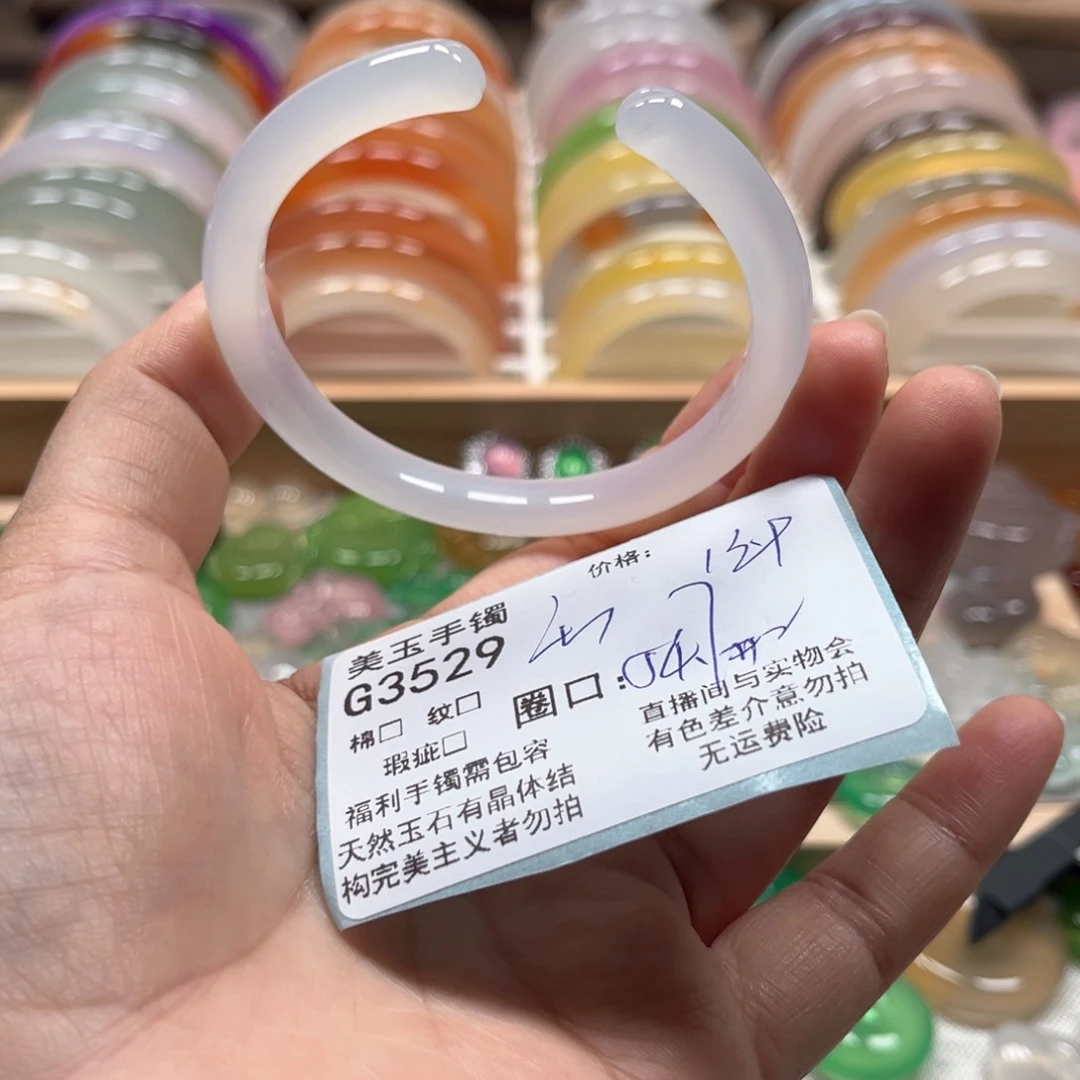 美玉手镯
价格:
G3529
棉□ 纹□
圈口:
瑕疵□
福利手镯需包容
天然玉石有晶体结
构完美主义者勿拍
直播间与实物会
有色差介意勿拍
无运费险